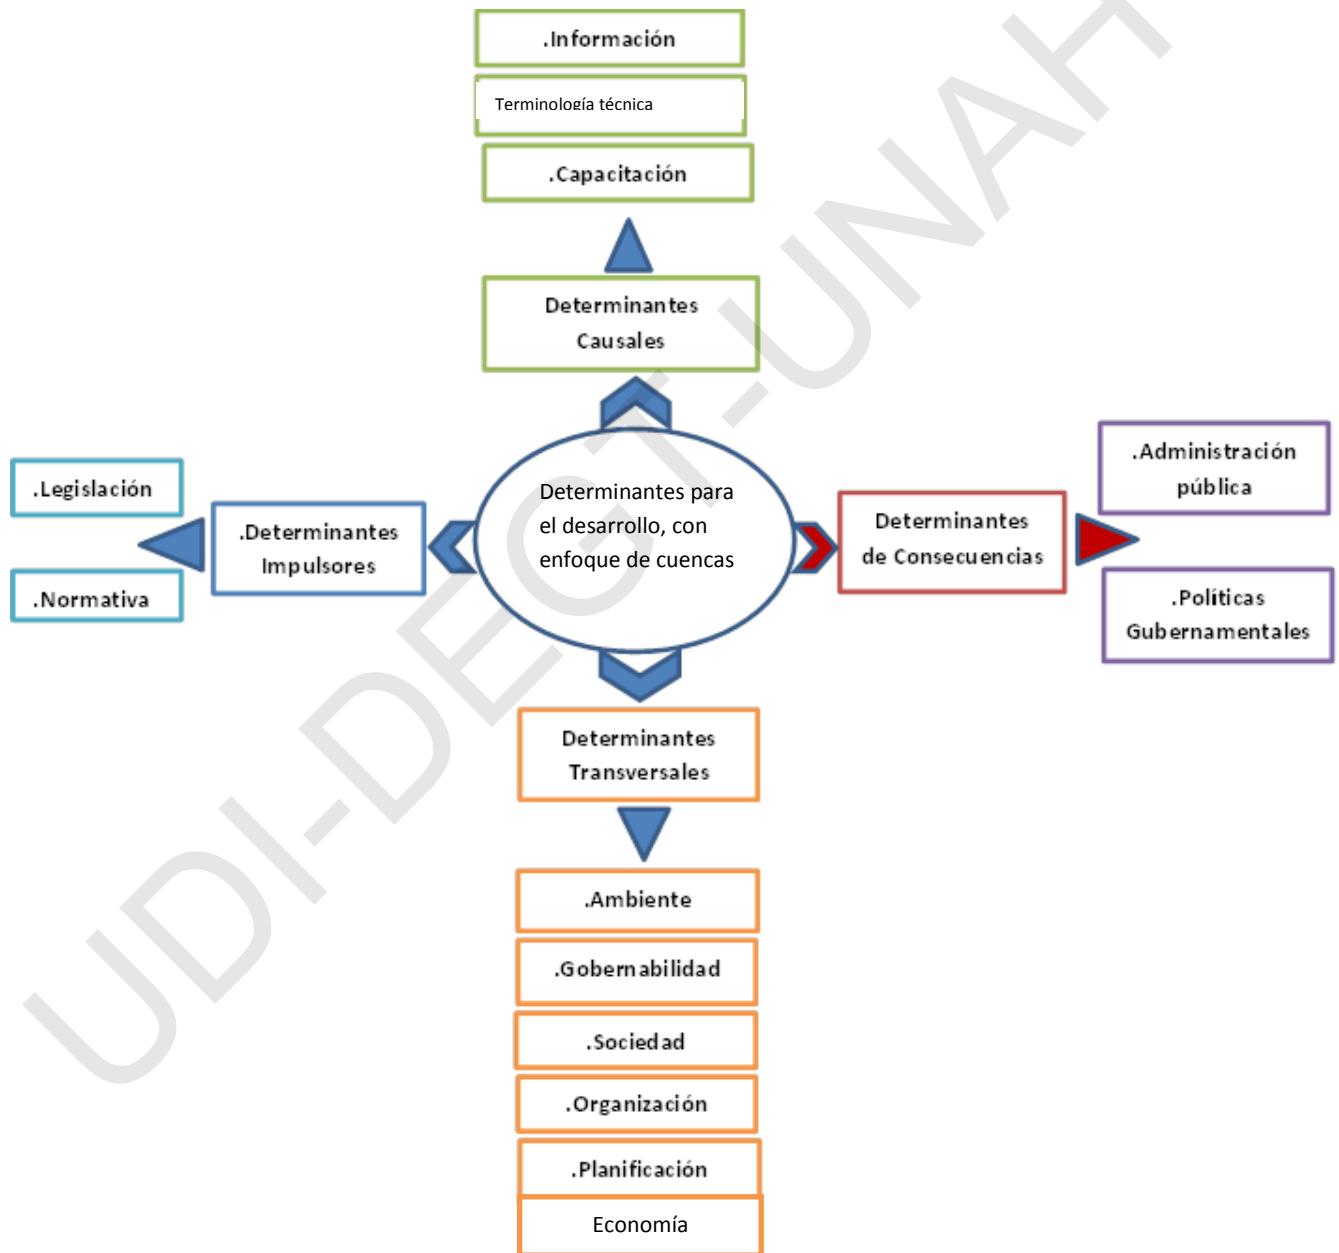 .Información
Terminología técnica
.Capacitación
Determinantes
Causales
Determinantes para
el desarrollo, con
enfoque de cuencas
.Legislación
.Normativa
.Determinantes
Impulsores
Determinantes
de Consecuencias
.Administración
pública
.Políticas
Gubernamentales
Determinantes
Transversales
.Ambiente
.Gobernabilidad
.Sociedad
.Organización
.Planificación
Economía
UDI-DEGT-UNAH